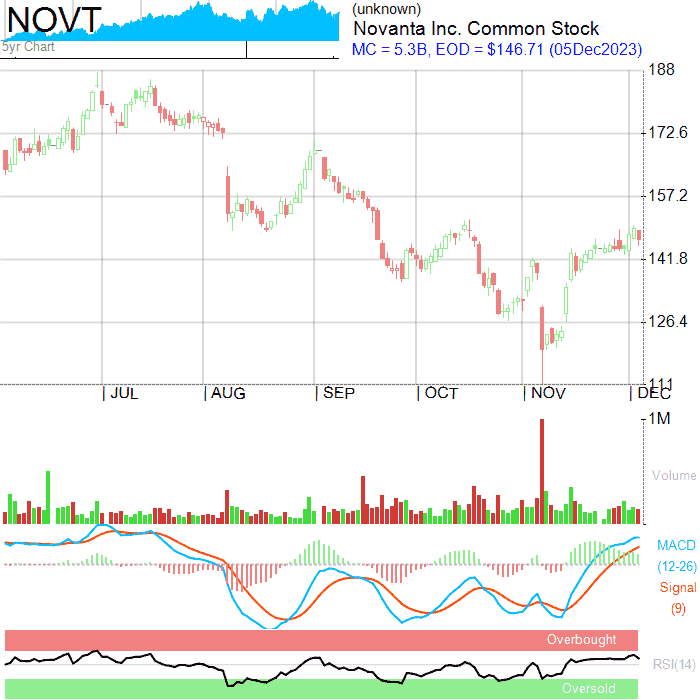 NOVT
5yr Chart
(unknown)
Novanta Inc. Common Stock
MC = 5.3B, EOD = $146.71 (05Dec2023)
188
172.6
157.2
141.8
126.4
111
JUL AUG SEP OCT NOV DEC
1M
Volume
MACD
(12-26)
Signal
(9)
Overbought
RSI(14)
Oversold